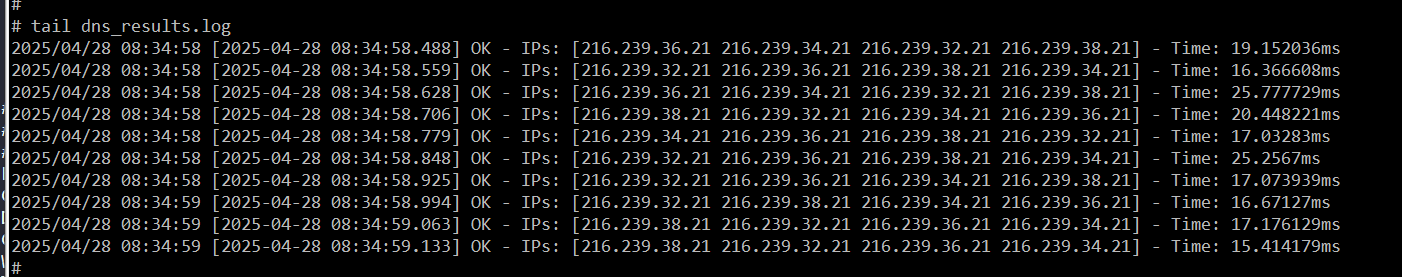 #
# tail dns_results.log
2025/04/28 08:34:58 [2025-04-28 08:34:58.488] OK - IPs: [216.239.36.21 216.239.34.21 216.239.32.21 216.239.38.21] - Time: 19.152036ms
2025/04/28 08:34:58 [2025-04-28 08:34:58.559] OK - IPs: [216.239.32.21 216.239.36.21 216.239.38.21 216.239.34.21] - Time: 16.366608ms
2025/04/28 08:34:58 [2025-04-28 08:34:58.628] OK - IPs: [216.239.38.21 216.239.34.21 216.239.32.21 216.239.36.21] - Time: 25.777729ms
2025/04/28 08:34:58 [2025-04-28 08:34:58.706] OK - IPs: [216.239.38.21 216.239.32.21 216.239.34.21 216.239.36.21] - Time: 20.448221ms
2025/04/28 08:34:58 [2025-04-28 08:34:58.779] OK - IPs: [216.239.34.21 216.239.36.21 216.239.38.21 216.239.32.21] - Time: 17.03283ms
2025/04/28 08:34:58 [2025-04-28 08:34:58.848] OK - IPs: [216.239.32.21 216.239.36.21 216.239.38.21 216.239.34.21] - Time: 25.2567ms
2025/04/28 08:34:58 [2025-04-28 08:34:58.925] OK - IPs: [216.239.32.21 216.239.36.21 216.239.34.21 216.239.38.21] - Time: 17.073939ms
2025/04/28 08:34:59 [2025-04-28 08:34:58.994] OK - IPs: [216.239.32.21 216.239.38.21 216.239.34.21 216.239.36.21] - Time: 16.67127ms
2025/04/28 08:34:59 [2025-04-28 08:34:59.063] OK - IPs: [216.239.34.21 216.239.38.21 216.239.32.21 216.239.36.21] - Time: 17.176129ms
2025/04/28 08:34:59 [2025-04-28 08:34:59.133] OK - IPs: [216.239.38.21 216.239.32.21 216.239.36.21 216.239.34.21] - Time: 15.414179ms
#